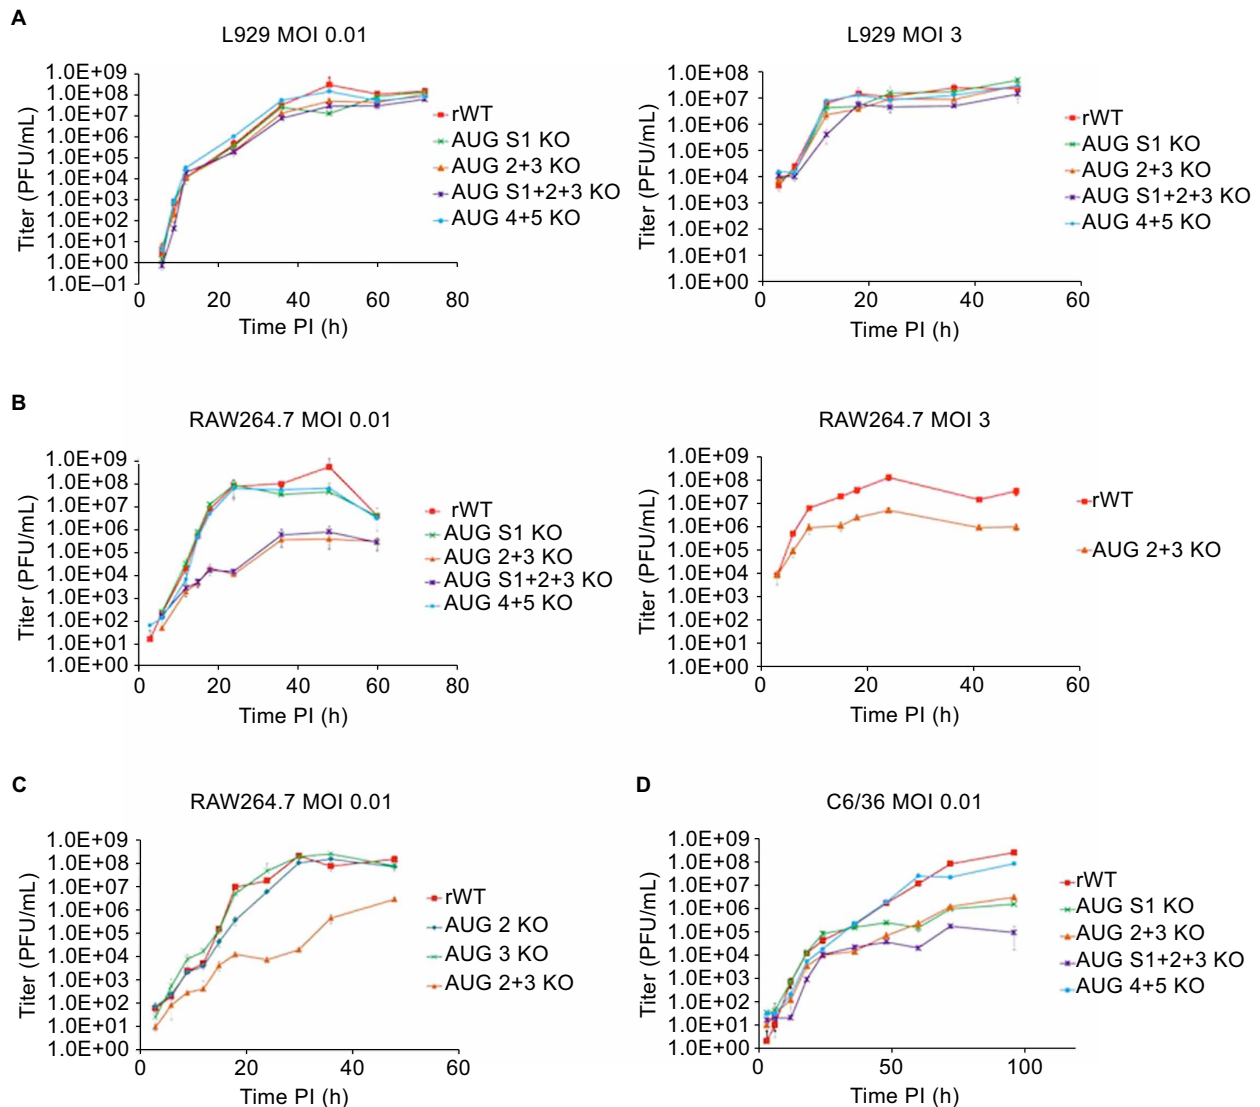 A
L929 MOI 0.01
1.0E+09
1.0E+08
1.0E+07
1.0E+06
1.0E+05
1.0E+04
1.0E+03
1.0E+02
1.0E+01
1.0E+00
1.0E–01
Titer (PFU/mL)
0 20 40 60 80
Time PI (h)
rWT
AUG S1 KO
AUG 2+3 KO
AUG S1+2+3 KO
AUG 4+5 KO
L929 MOI 3
1.0E+08
1.0E+07
1.0E+06
1.0E+05
1.0E+04
1.0E+03
1.0E+02
1.0E+01
1.0E+00
Titer (PFU/mL)
0 20 40 60
Time PI (h)
rWT
AUG S1 KO
AUG 2+3 KO
AUG S1+2+3 KO
AUG 4+5 KO
B
RAW264.7 MOI 0.01
1.0E+09
1.0E+08
1.0E+07
1.0E+06
1.0E+05
1.0E+04
1.0E+03
1.0E+02
1.0E+01
1.0E+00
Titer (PFU/mL)
0 20 40 60 80
Time PI (h)
rWT
AUG S1 KO
AUG 2+3 KO
AUG S1+2+3 KO
AUG 4+5 KO
RAW264.7 MOI 3
1.0E+09
1.0E+08
1.0E+07
1.0E+06
1.0E+05
1.0E+04
1.0E+03
1.0E+02
1.0E+01
1.0E+00
Titer (PFU/mL)
0 20 40 60
Time PI (h)
rWT
AUG 2+3 KO
C
RAW264.7 MOI 0.01
1.0E+09
1.0E+08
1.0E+07
1.0E+06
1.0E+05
1.0E+04
1.0E+03
1.0E+02
1.0E+01
1.0E+00
Titer (PFU/mL)
0 20 40 60
Time PI (h)
rWT
AUG 2 KO
AUG 3 KO
AUG 2+3 KO
D
C6/36 MOI 0.01
1.0E+09
1.0E+08
1.0E+07
1.0E+06
1.0E+05
1.0E+04
1.0E+03
1.0E+02
1.0E+01
1.0E+00
Titer (PFU/mL)
0 50 100
Time PI (h)
rWT
AUG S1 KO
AUG 2+3 KO
AUG S1+2+3 KO
AUG 4+5 KO